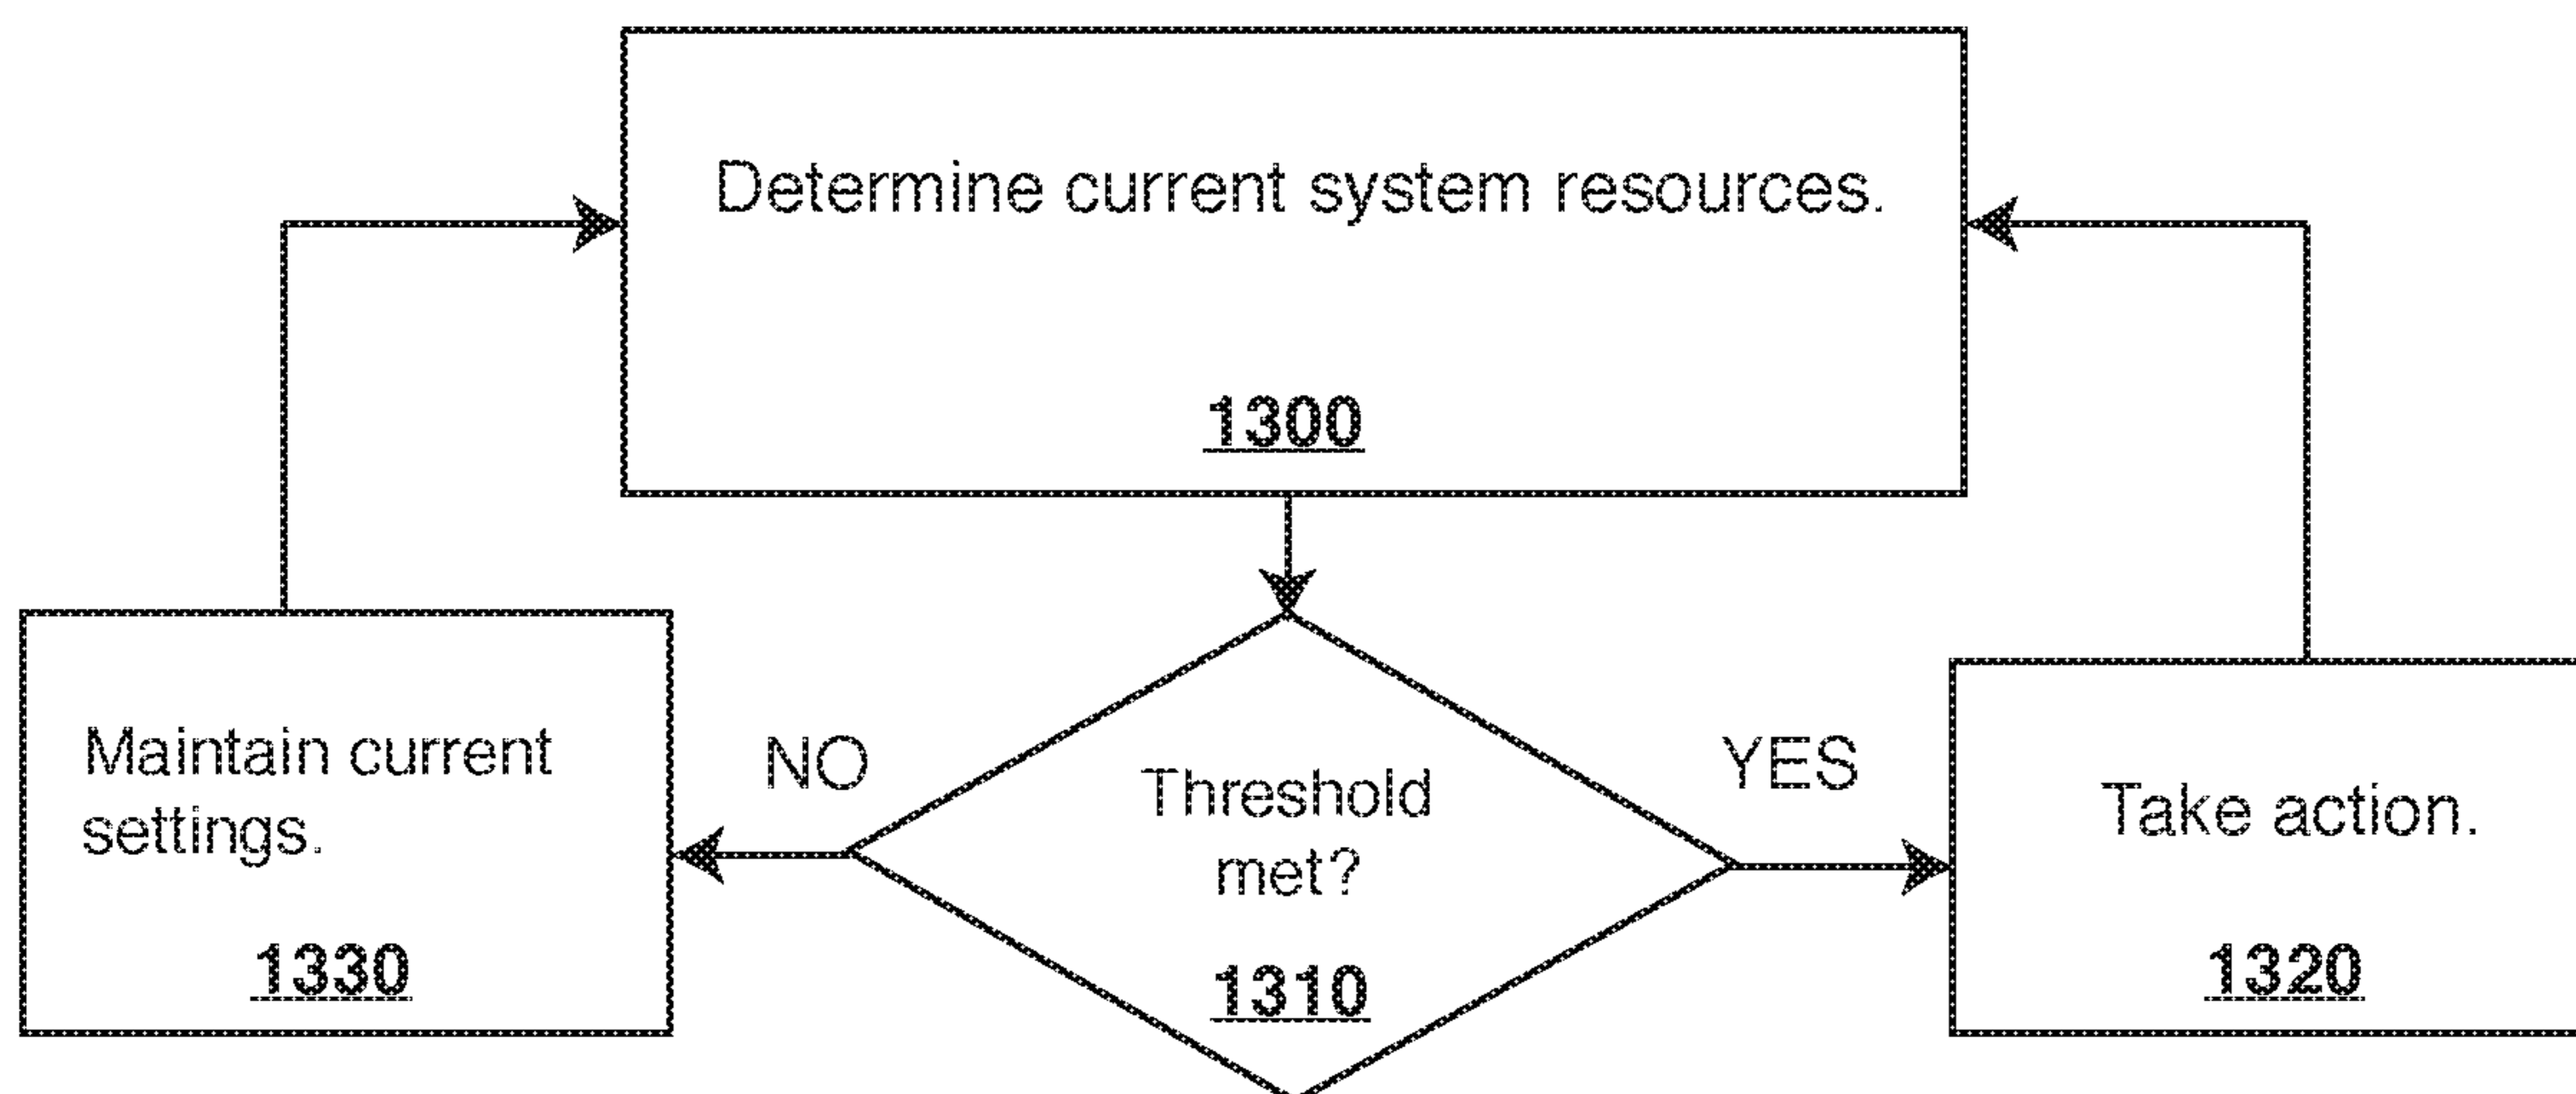 Determine current system resources.
1300
Maintain current
settings.
1330
NO
Threshold
met?
1310
YES
Take action.
1320